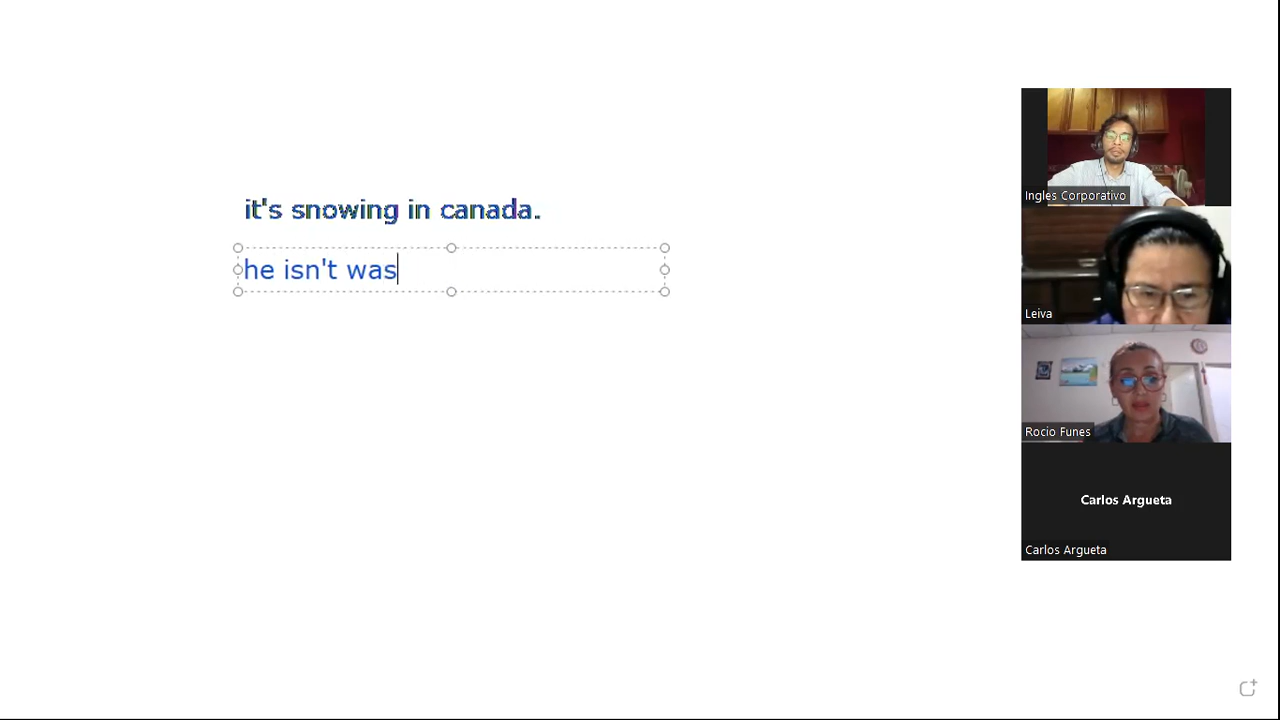 it's snowing in canada.
he isn't was
Ingles Corporativo
Leiva
Rocio Funes
Carlos Argueta
Carlos Argueta